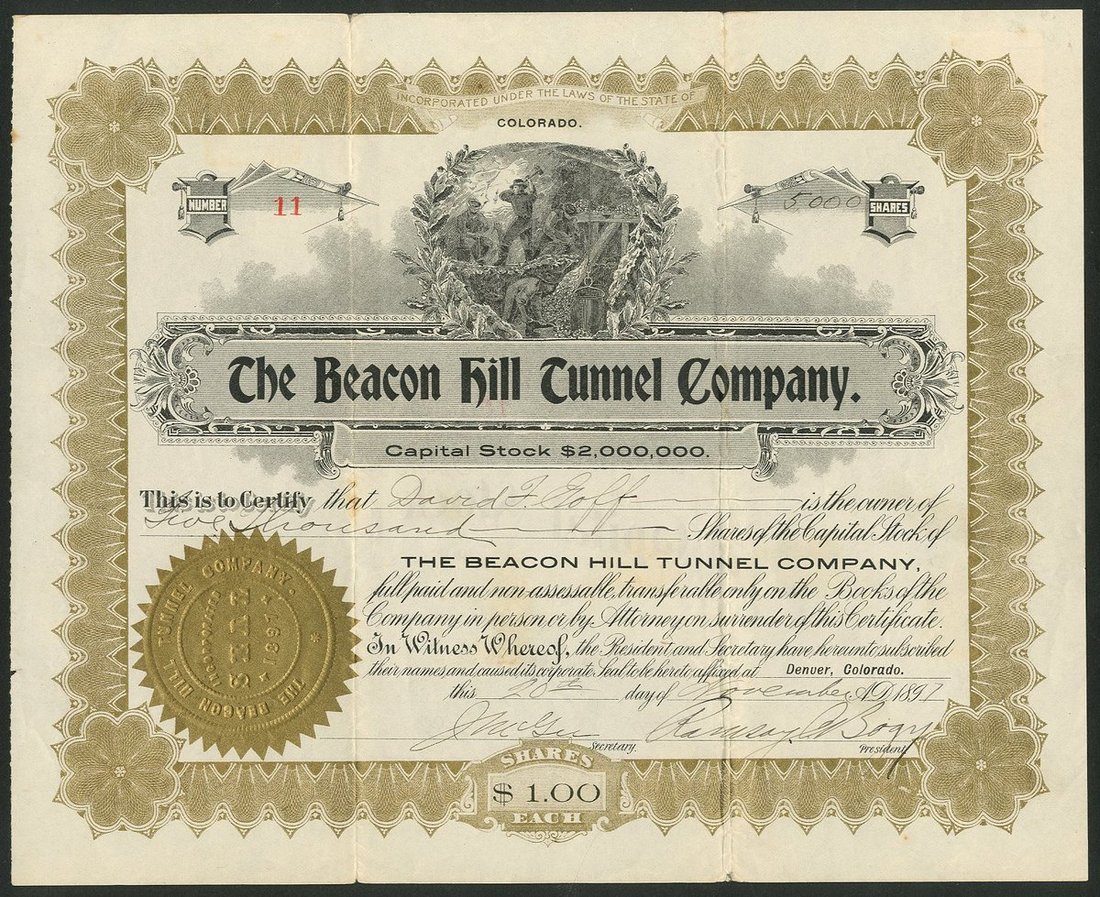 INCORPORATED UNDER THE LAWS OF THE STATE OF
COLORADO.
NUMBER 11
5000 SHARES
The Beacon Hill Tunnel Company.
Capital Stock $2,000,000.
This is to Certify that David F. Goff is the owner of
Five thousand Shares of the Capital Stock of
THE BEACON HILL TUNNEL COMPANY,
full paid and non-assessable, transferable only on the Books of the
Company in person or by Attorney on surrender of this Certificate.
In Witness Whereof, the President and Secretary have hereunto subscribed
their names and caused its corporate Seal to be hereto affixed at Denver, Colorado.
this 20th day of November A.D. 1897
Secretary.
President
THE BEACON HILL TUNNEL COMPANY.
INCORPORATED
SEAL
1897
SHARES
$1.00
EACH